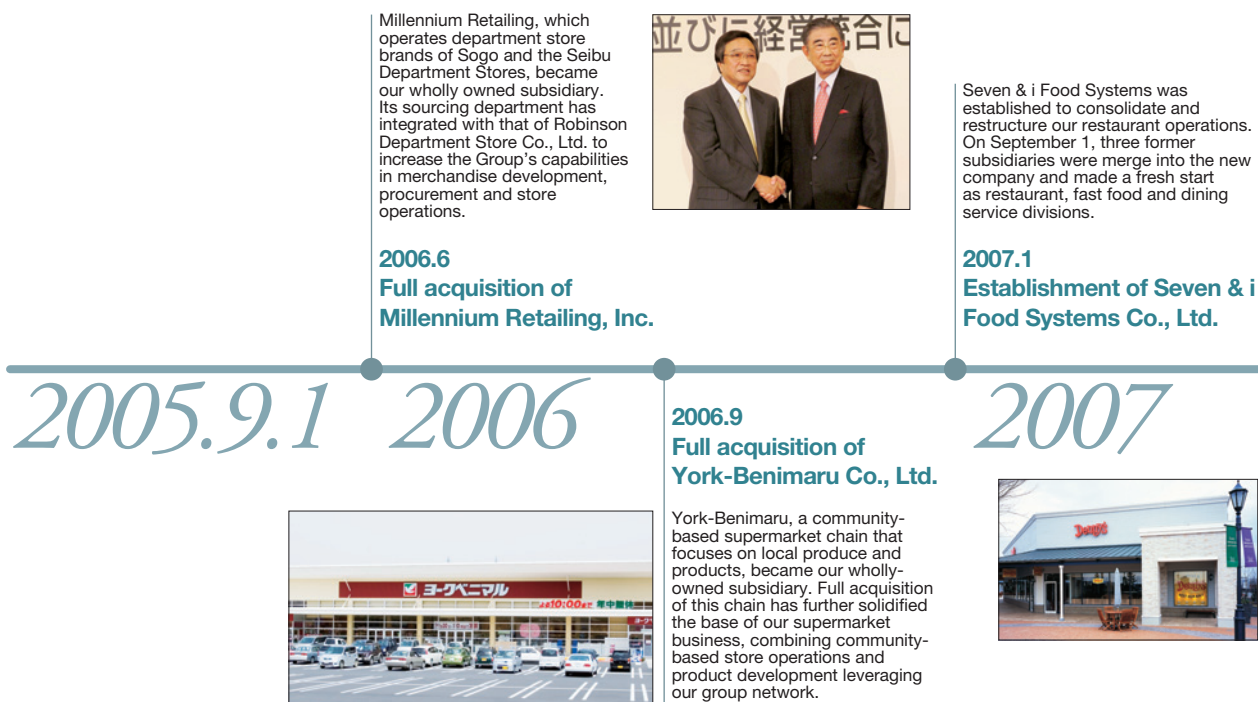 Millennium Retailing, which
operates department store
brands of Sogo and the Seibu
Department Stores, became
our wholly owned subsidiary.
Its sourcing department has
integrated with that of Robinson
Department Store Co., Ltd. to
increase the Group's capabilities
in merchandise development,
procurement and store
operations.
2006.6
Full acquisition of
Millennium Retailing, Inc.
並びに経営統合に
Seven & i Food Systems was
established to consolidate and
restructure our restaurant operations.
On September 1, three former
subsidiaries were merge into the new
company and made a fresh start
as restaurant, fast food and dining
service divisions.
2007.1
Establishment of Seven & i
Food Systems Co., Ltd.
2005.9.1
2006
2007
2006.9
Full acquisition of
York-Benimaru Co., Ltd.
York-Benimaru, a community-
based supermarket chain that
focuses on local produce and
products, became our wholly-
owned subsidiary. Full acquisition
of this chain has further solidified
the base of our supermarket
business, combining community-
based store operations and
product development leveraging
our group network.
ヨークベニマル
10:00まで 年中無休
Denny's